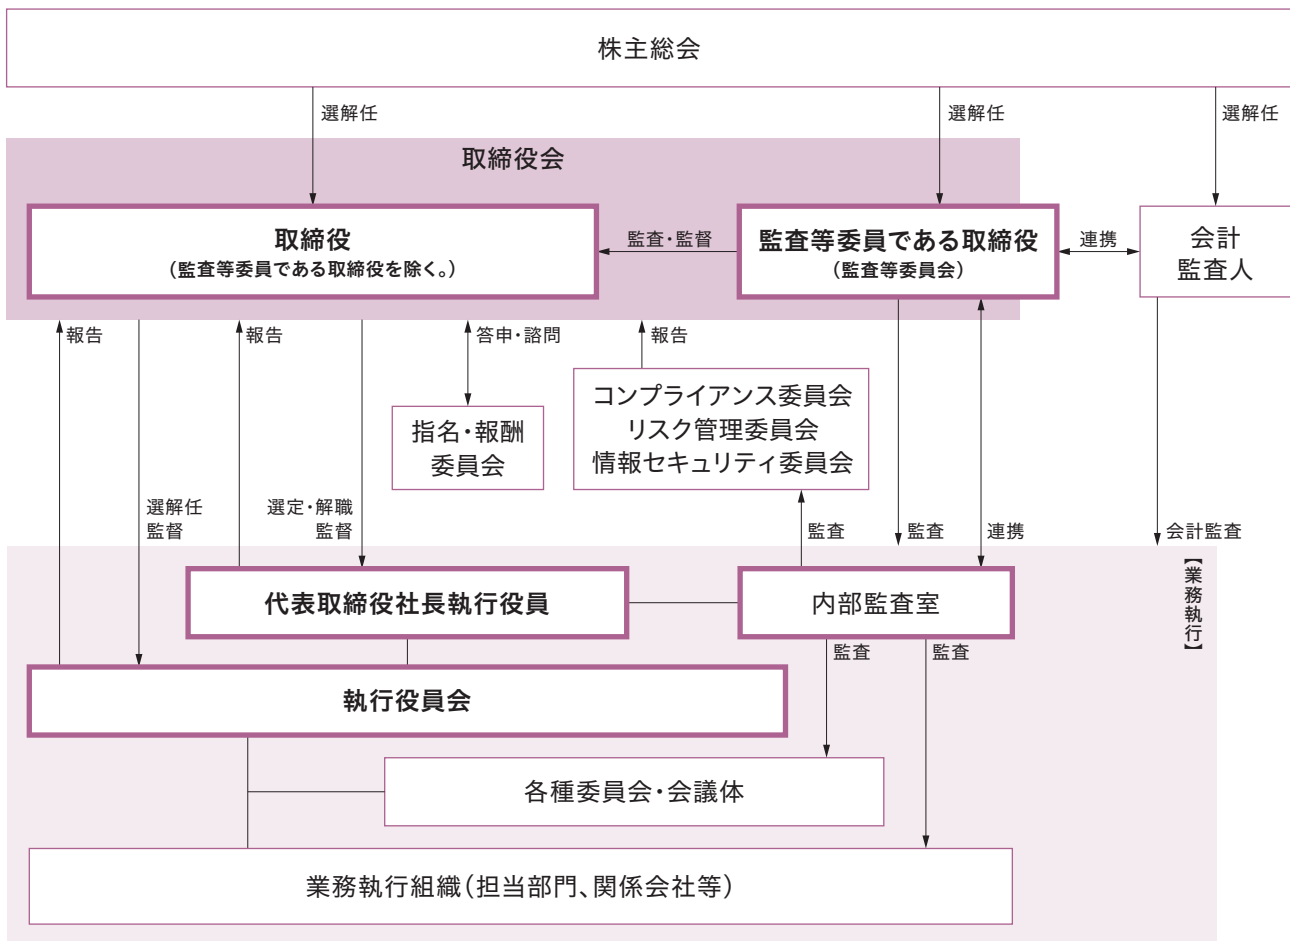 株主総会
選解任
選解任
選解任
取締役会
取締役
（監査等委員である取締役を除く。）
監査・監督
監査等委員である取締役
（監査等委員会）
連携
会計
監査人
報告
報告
答申・諮問
報告
コンプライアンス委員会
リスク管理委員会
情報セキュリティ委員会
指名・報酬
委員会
選解任
監督
選定・解職
監督
監査
監査
連携
会計監査
【業務執行】
代表取締役社長執行役員
内部監査室
監査
監査
執行役員会
各種委員会・会議体
業務執行組織（担当部門、関係会社等）